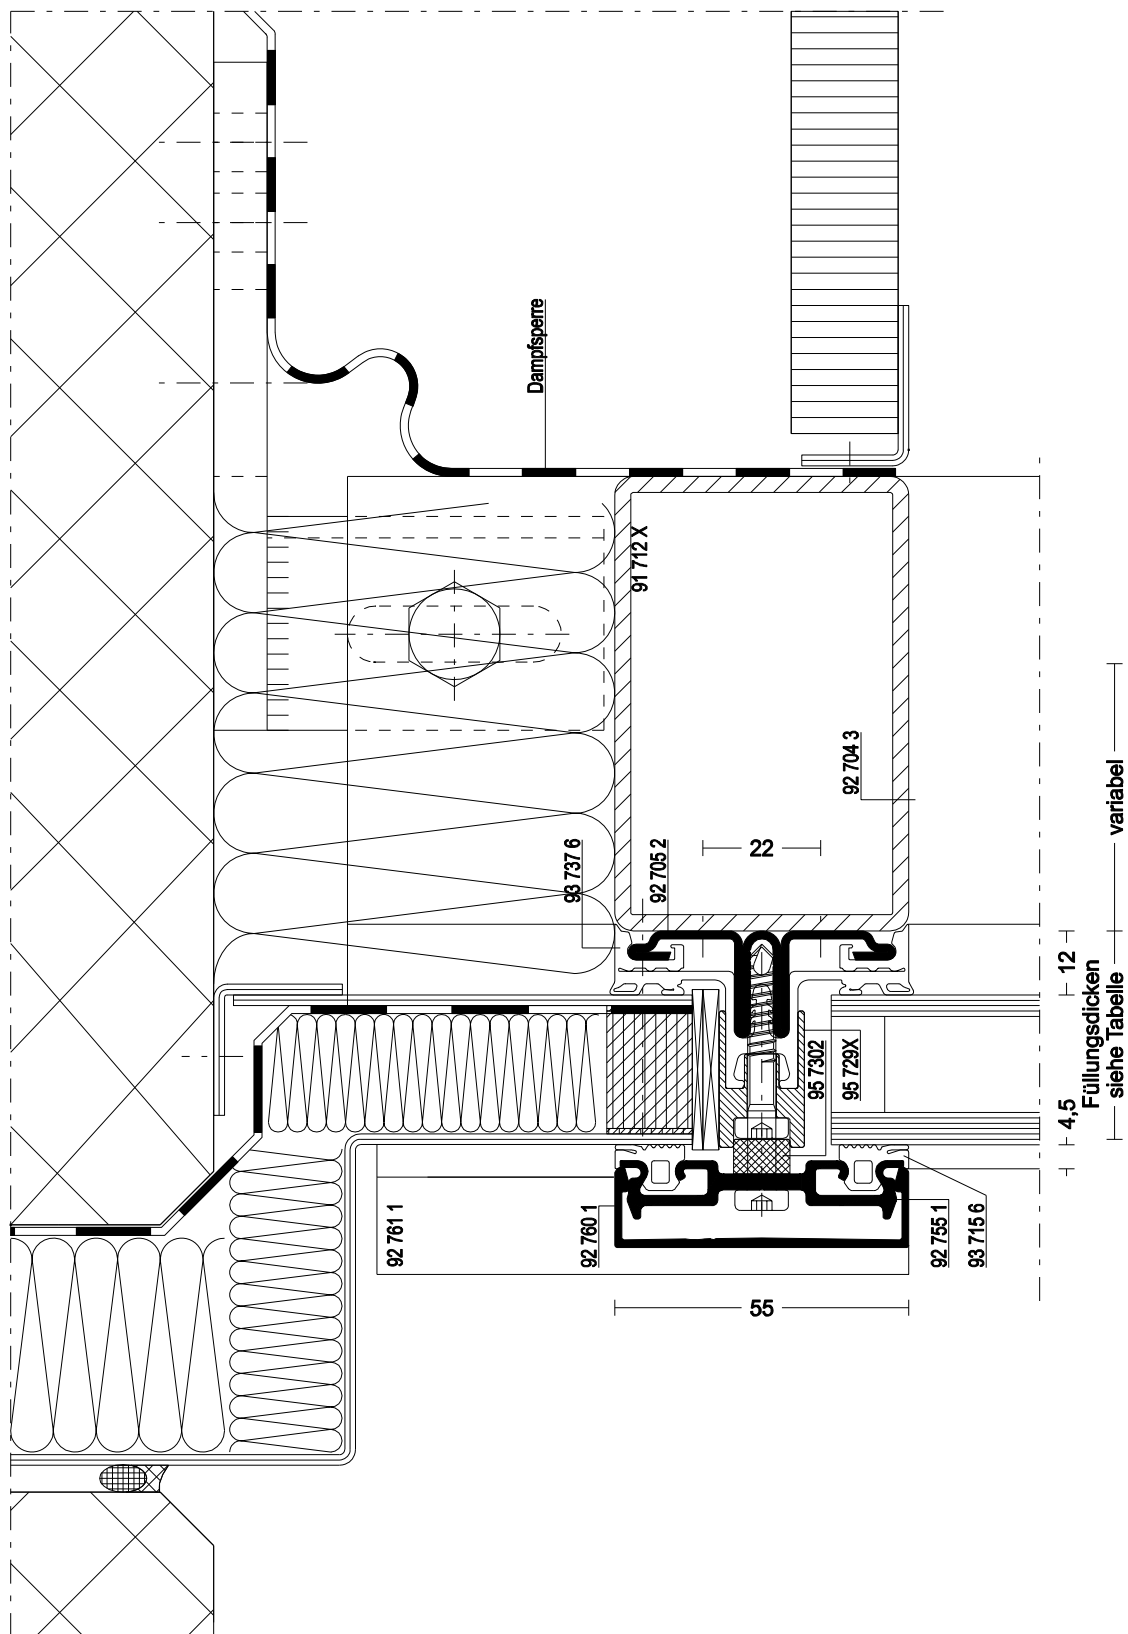 Dampfsperre
91 712 X
92 704 3
93 737 6
92 705 2
22
variabel
12
Füllungsdicken
siehe Tabelle
4,5
95 7302
95 729X
92 761 1
92 760 1
92 755 1
93 715 6
55